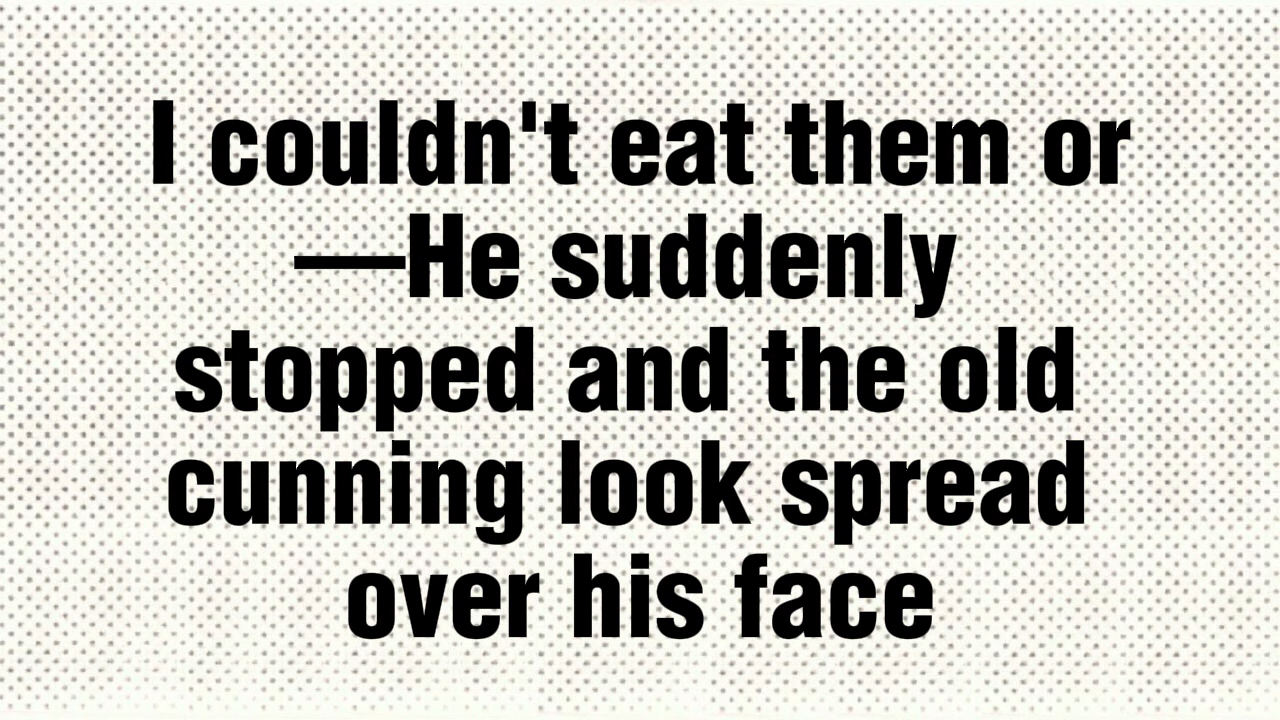 I couldn't eat them or
—He suddenly
stopped and the old
cunning look spread
over his face